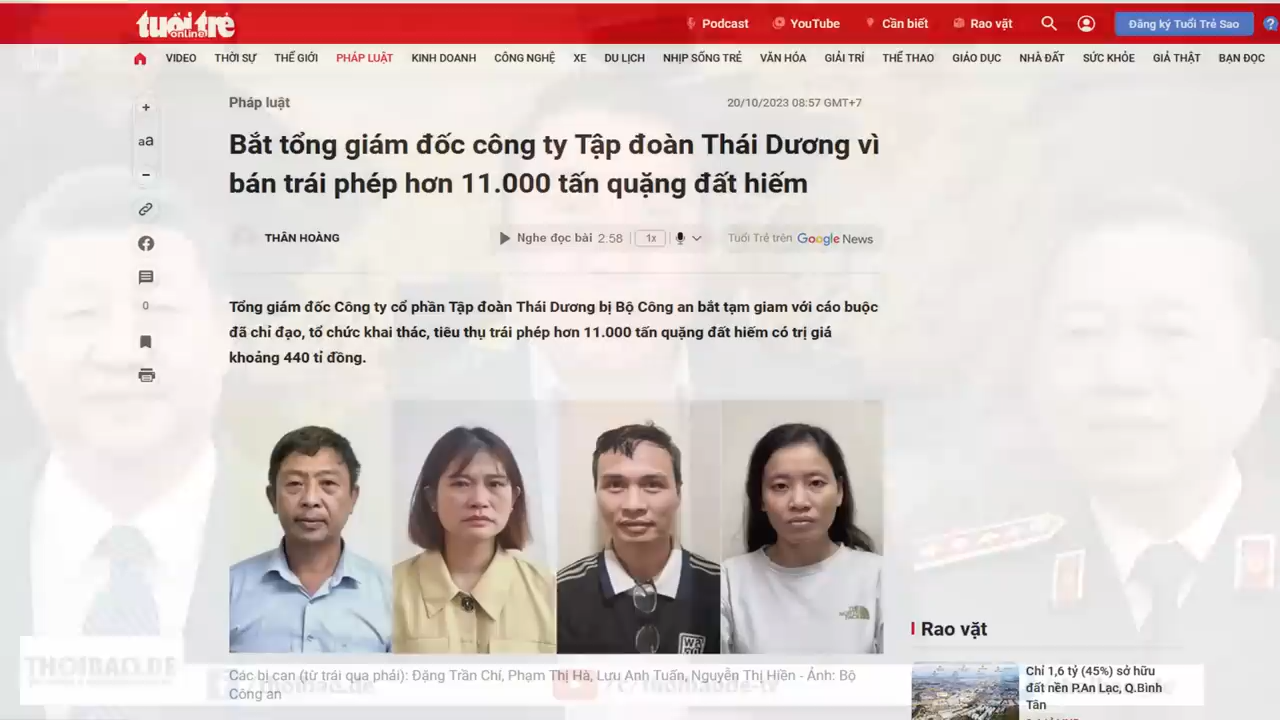 tuổi trẻ
online
Podcast
YouTube
Cần biết
Rao vặt
Đăng ký Tuổi Trẻ Sao
VIDEO THỜI SỰ THẾ GIỚI PHÁP LUẬT KINH DOANH CÔNG NGHỆ XE DU LỊCH NHỊP SỐNG TRẺ VĂN HÓA GIẢI TRÍ THỂ THAO GIÁO DỤC NHÀ ĐẤT SỨC KHỎE GIẢ THẬT BẠN ĐỌC
Pháp luật
20/10/2023 08:57 GMT+7
+
aA
-
0
Bắt tổng giám đốc công ty Tập đoàn Thái Dương vì
bán trái phép hơn 11.000 tấn quặng đất hiếm
THÂN HOÀNG
Nghe đọc bài 2:58
1x
Tuổi Trẻ trên Google News
Tổng giám đốc Công ty cổ phần Tập đoàn Thái Dương bị Bộ Công an bắt tạm giam với cáo buộc
đã chỉ đạo, tổ chức khai thác, tiêu thụ trái phép hơn 11.000 tấn quặng đất hiếm có trị giá
khoảng 440 tỉ đồng.
THE NORTH FACE
THOIBAO.DE
Các bị can (từ trái qua phải): Đặng Trần Chí, Phạm Thị Hà, Lưu Anh Tuấn, Nguyễn Thị Hiền - Ảnh: Bộ
Công an
Rao vặt
Chỉ 1,6 tỷ (45%) sở hữu
đất nền P.An Lạc, Q.Bình
Tân